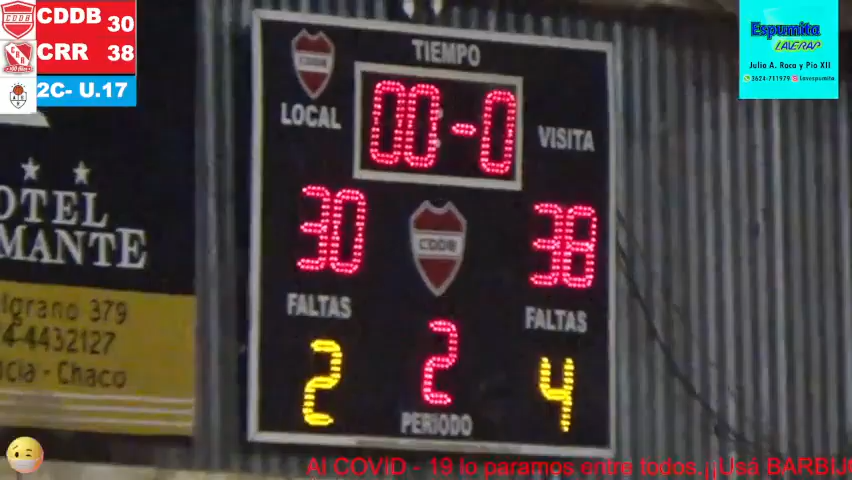 CDDB 30
CRR 38
2C- U.17
Espumita
LAVERAP
Julio A. Roca y Pio XII
3624-711979 Lavespumita
TIEMPO
LOCAL
00-0
VISITA
30
CDDB
38
FALTAS
FALTAS
2
2
4
PERIODO
OTEL
MANTE
lgrano 379
4-4432127
cia - Chaco
Al COVID - 19 lo paramos entre todos.¡¡Usá BARBIJ